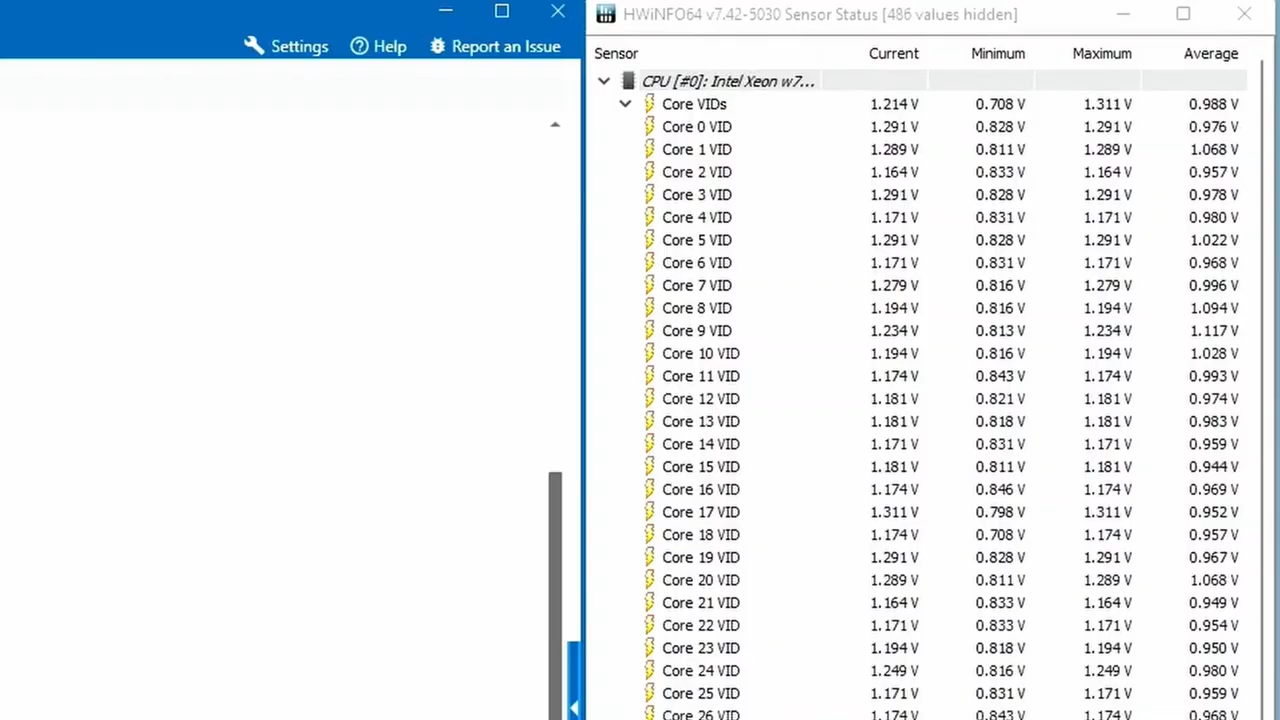 Settings Help Report an Issue
HWiNFO64 v7.42-5030 Sensor Status [486 values hidden]
Sensor Current Minimum Maximum Average
CPU [#0]: Intel Xeon w7...
Core VIDs 1.214 V 0.708 V 1.311 V 0.988 V
Core 0 VID 1.291 V 0.828 V 1.291 V 0.976 V
Core 1 VID 1.289 V 0.811 V 1.289 V 1.068 V
Core 2 VID 1.164 V 0.833 V 1.164 V 0.957 V
Core 3 VID 1.291 V 0.828 V 1.291 V 0.978 V
Core 4 VID 1.171 V 0.831 V 1.171 V 0.980 V
Core 5 VID 1.291 V 0.828 V 1.291 V 1.022 V
Core 6 VID 1.171 V 0.831 V 1.171 V 0.968 V
Core 7 VID 1.279 V 0.816 V 1.279 V 0.996 V
Core 8 VID 1.194 V 0.816 V 1.194 V 1.094 V
Core 9 VID 1.234 V 0.813 V 1.234 V 1.117 V
Core 10 VID 1.194 V 0.816 V 1.194 V 1.028 V
Core 11 VID 1.174 V 0.843 V 1.174 V 0.993 V
Core 12 VID 1.181 V 0.821 V 1.181 V 0.974 V
Core 13 VID 1.181 V 0.818 V 1.181 V 0.983 V
Core 14 VID 1.171 V 0.831 V 1.171 V 0.959 V
Core 15 VID 1.181 V 0.811 V 1.181 V 0.944 V
Core 16 VID 1.174 V 0.846 V 1.174 V 0.969 V
Core 17 VID 1.311 V 0.798 V 1.311 V 0.952 V
Core 18 VID 1.174 V 0.708 V 1.174 V 0.957 V
Core 19 VID 1.291 V 0.828 V 1.291 V 0.967 V
Core 20 VID 1.289 V 0.811 V 1.289 V 1.068 V
Core 21 VID 1.164 V 0.833 V 1.164 V 0.949 V
Core 22 VID 1.171 V 0.833 V 1.171 V 0.954 V
Core 23 VID 1.194 V 0.818 V 1.194 V 0.950 V
Core 24 VID 1.249 V 0.816 V 1.249 V 0.980 V
Core 25 VID 1.171 V 0.831 V 1.171 V 0.959 V
Core 26 VID 1.174 V 0.843 V 1.174 V 0.968 V